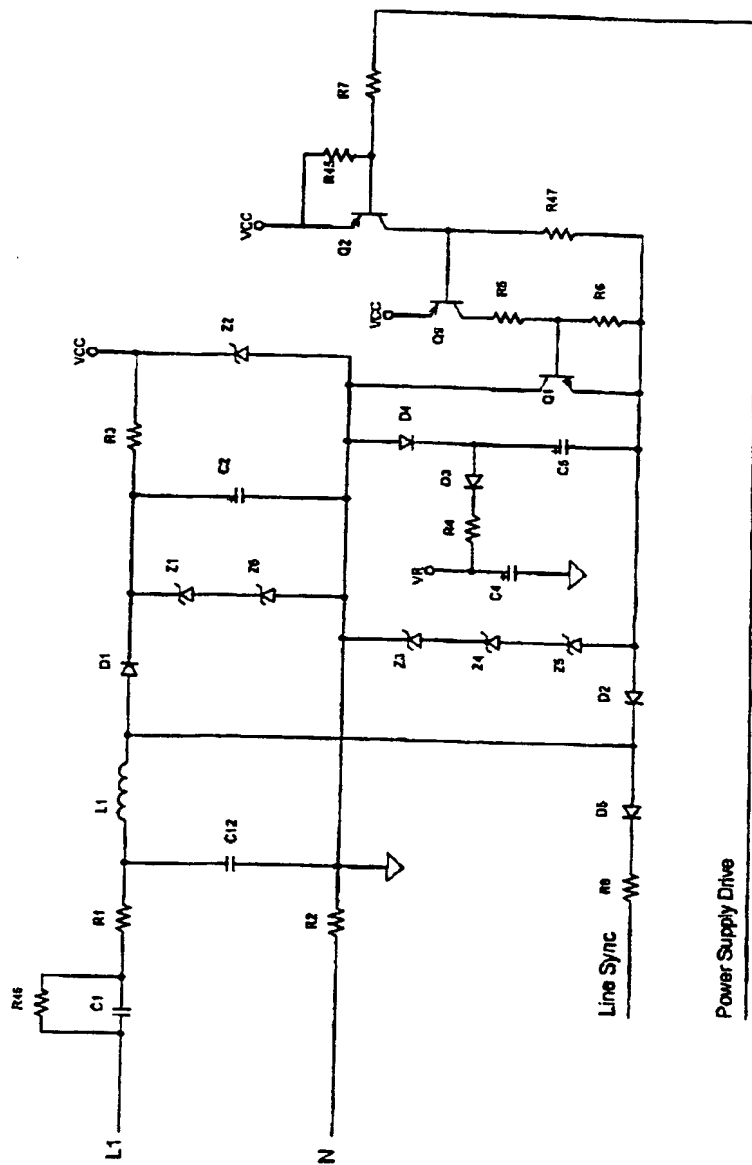 R46
C1
R1
L1
D1
R3
VCC
L1
C12
Z1
Z6
C2
Z2
VCC
R45
R7
Q2
N
R2
VCC
Q9
Z3
Z4
Z5
VR
C4
R4
D3
D4
C5
Q1
R5
R6
R47
D2
D5
R8
Line Sync
Power Supply Drive